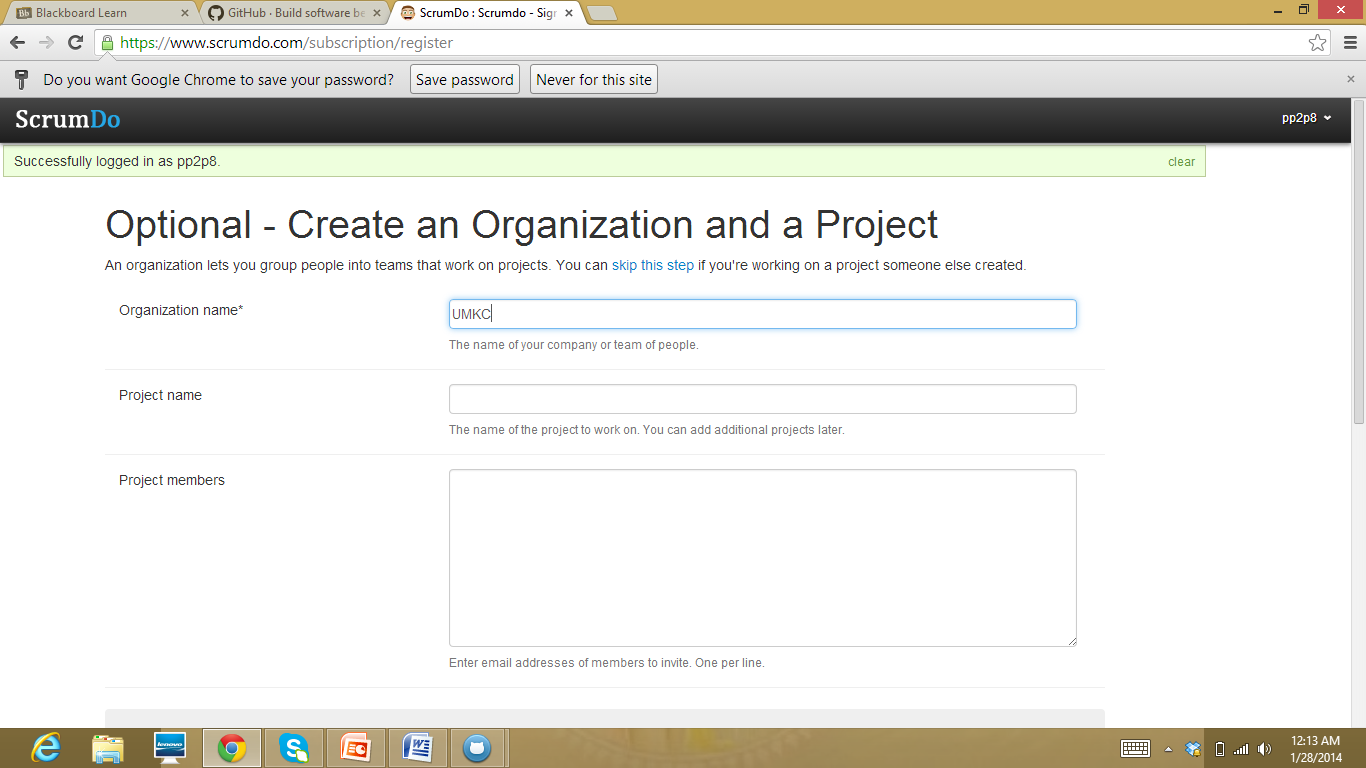 Bb Blackboard Learn
GitHub · Build software be
ScrumDo : Scrumdo - Sign
https://www.scrumdo.com/subscription/register
Do you want Google Chrome to save your password?
Save password
Never for this site
ScrumDo
pp2p8
Successfully logged in as pp2p8.
clear
Optional - Create an Organization and a Project
An organization lets you group people into teams that work on projects. You can skip this step if you're working on a project someone else created.
Organization name*
UMKC
The name of your company or team of people.
Project name
The name of the project to work on. You can add additional projects later.
Project members
Enter email addresses of members to invite. One per line.
lenovo
12:13 AM
1/28/2014